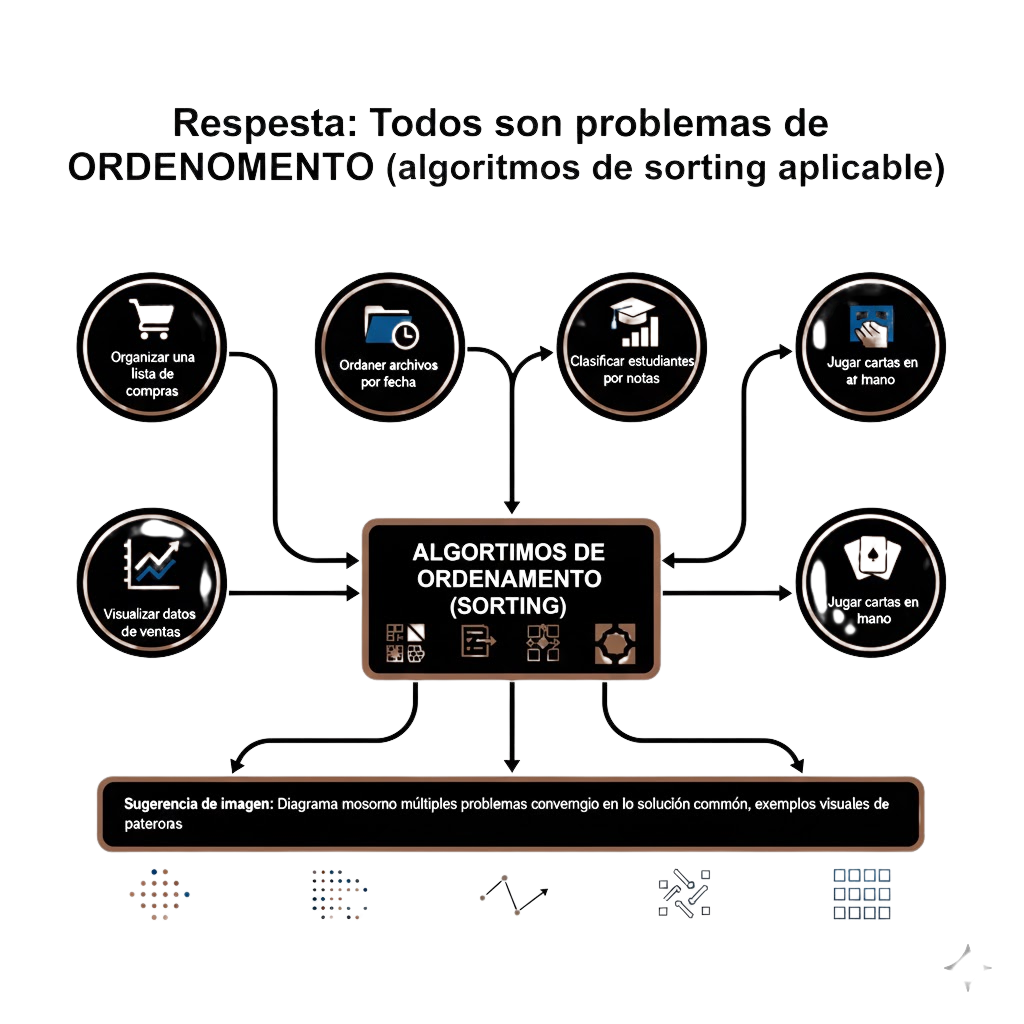 Respesta: Todos son problemas de
ORDENOMENTO (algoritmos de sorting aplicable)
Organizar una
lista de
compras
Ordaner archivos
por fecha
Clasificar estudiantes
por notas
Jugar cartas en
ar mano
Visualizar datos
de ventas
ALGORTIMOS DE
ORDENAMENTO
(SORTING)
Jugar cartas en
mano
Sugerencia de imagen: Diagrama mosorno múltiples problemas converngio en lo solución commón, exemplos visuales de
paterons